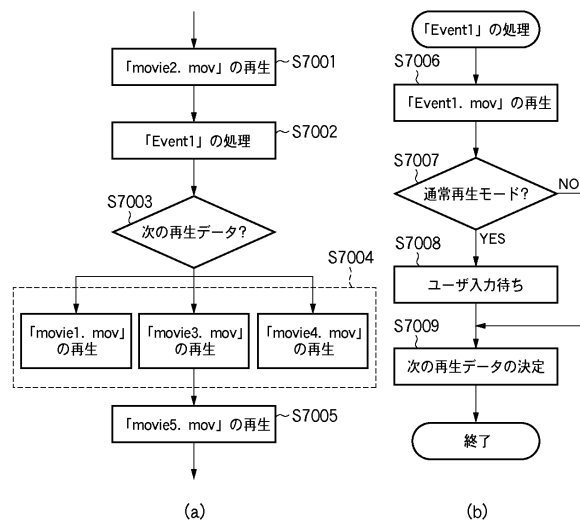 「movie2. mov」の再生
S7001
「Event1」の処理
S7002
S7003
次の再生データ?
S7004
「movie1. mov」
の再生
「movie3. mov」
の再生
「movie4. mov」
の再生
「movie5. mov」の再生
S7005
(a)
「Event1」の処理
S7006
「Event1. mov」の再生
S7007
通常再生モード?
NO
YES
S7008
ユーザ入力待ち
S7009
次の再生データの決定
終了
(b)